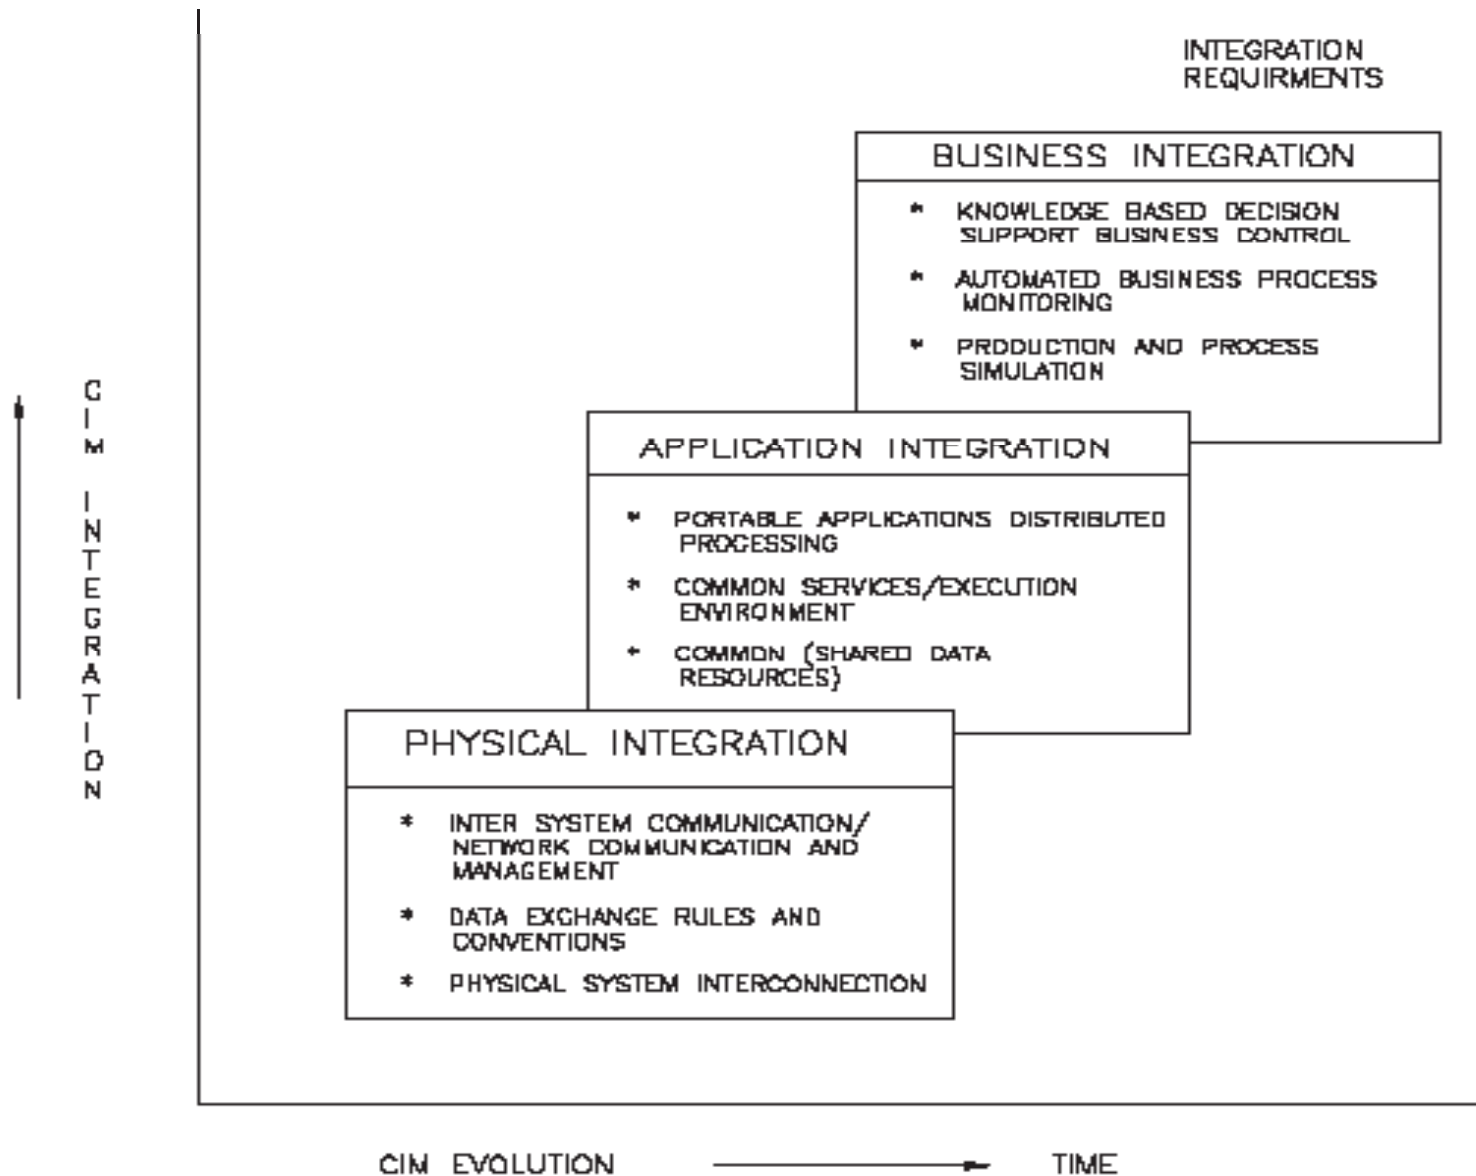 INTEGRATION
REQUIRMENTS
BUSINESS INTEGRATION
* KNOWLEDGE BASED DECISION
SUPPORT BUSINESS CONTROL
* AUTOMATED BUSINESS PROCESS
MONITORING
* PRODUCTION AND PROCESS
SIMULATION
APPLICATION INTEGRATION
* PORTABLE APPLICATIONS DISTRIBUTED
PROCESSING
* COMMON SERVICES/EXECUTION
ENVIRONMENT
* COMMON (SHARED DATA
RESOURCES)
PHYSICAL INTEGRATION
* INTER SYSTEM COMMUNICATION/
NETWORK COMMUNICATION AND
MANAGEMENT
* DATA EXCHANGE RULES AND
CONVENTIONS
* PHYSICAL SYSTEM INTERCONNECTION
CIM INTEGRATION
CIM EVOLUTION TIME